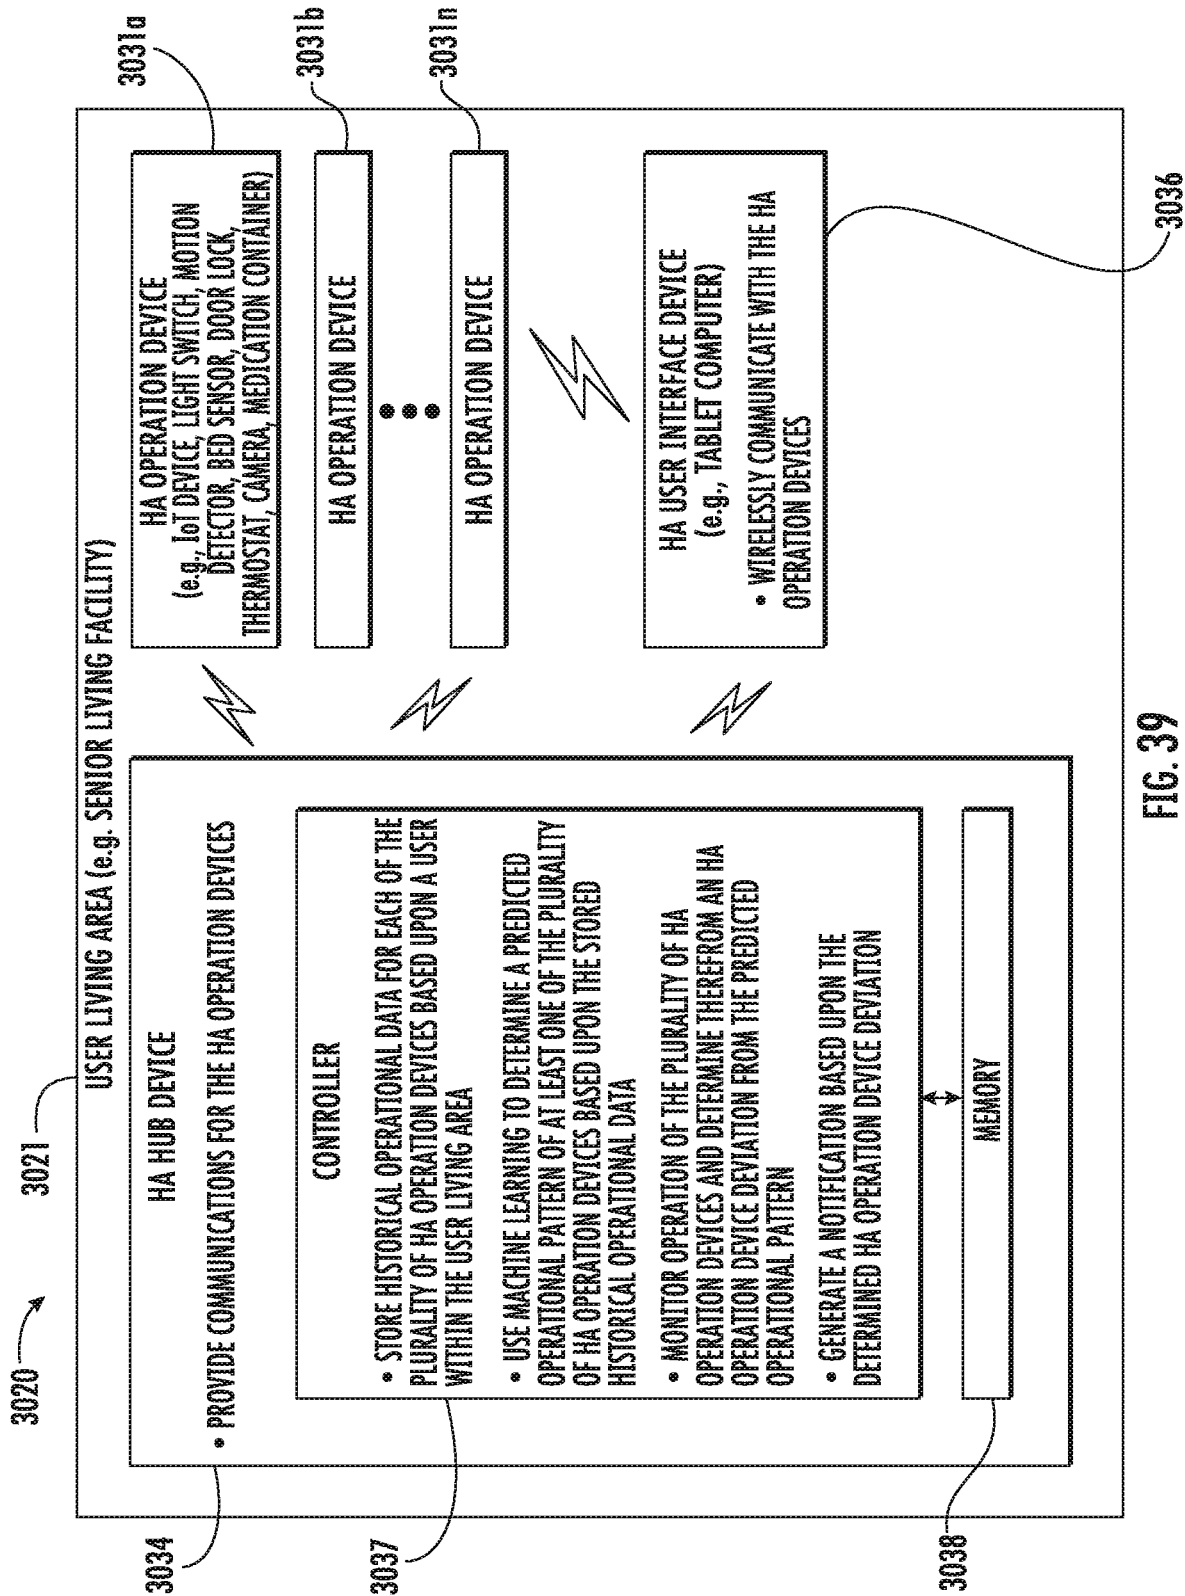 3020
3021
USER LIVING AREA (e.g. SENIOR LIVING FACILITY)
3034
HA HUB DEVICE
• PROVIDE COMMUNICATIONS FOR THE HA OPERATION DEVICES
3037
CONTROLLER
• STORE HISTORICAL OPERATIONAL DATA FOR EACH OF THE
PLURALITY OF HA OPERATION DEVICES BASED UPON A USER
WITHIN THE USER LIVING AREA
• USE MACHINE LEARNING TO DETERMINE A PREDICTED
OPERATIONAL PATTERN OF AT LEAST ONE OF THE PLURALITY
OF HA OPERATION DEVICES BASED UPON THE STORED
HISTORICAL OPERATIONAL DATA
• MONITOR OPERATION OF THE PLURALITY OF HA
OPERATION DEVICES AND DETERMINE THEREFROM AN HA
OPERATION DEVICE DEVIATION FROM THE PREDICTED
OPERATIONAL PATTERN
• GENERATE A NOTIFICATION BASED UPON THE
DETERMINED HA OPERATION DEVICE DEVIATION
3038
MEMORY
3031a
HA OPERATION DEVICE
(e.g., IoT DEVICE, LIGHT SWITCH, MOTION
DETECTOR, BED SENSOR, DOOR LOCK,
THERMOSTAT, CAMERA, MEDICATION CONTAINER)
3031b
HA OPERATION DEVICE
3031n
HA OPERATION DEVICE
HA USER INTERFACE DEVICE
(e.g., TABLET COMPUTER)
• WIRELESSLY COMMUNICATE WITH THE HA
OPERATION DEVICES
3036
FIG. 39